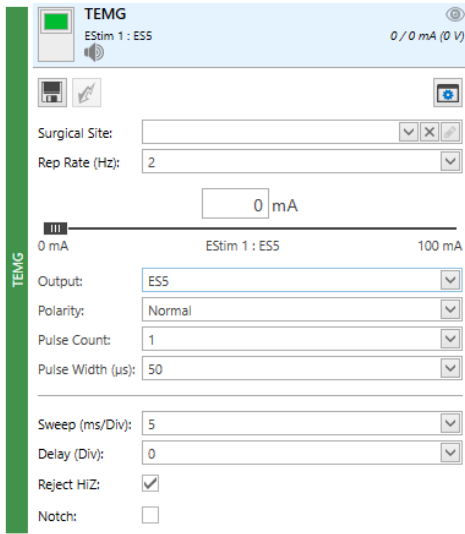 TEMG
EStim 1 : ES5
0 / 0 mA (0 V)
Surgical Site:
Rep Rate (Hz): 2
0 mA
0 mA EStim 1 : ES5 100 mA
TEMG
Output: ES5
Polarity: Normal
Pulse Count: 1
Pulse Width (µs): 50
Sweep (ms/Div): 5
Delay (Div): 0
Reject HiZ:
Notch: